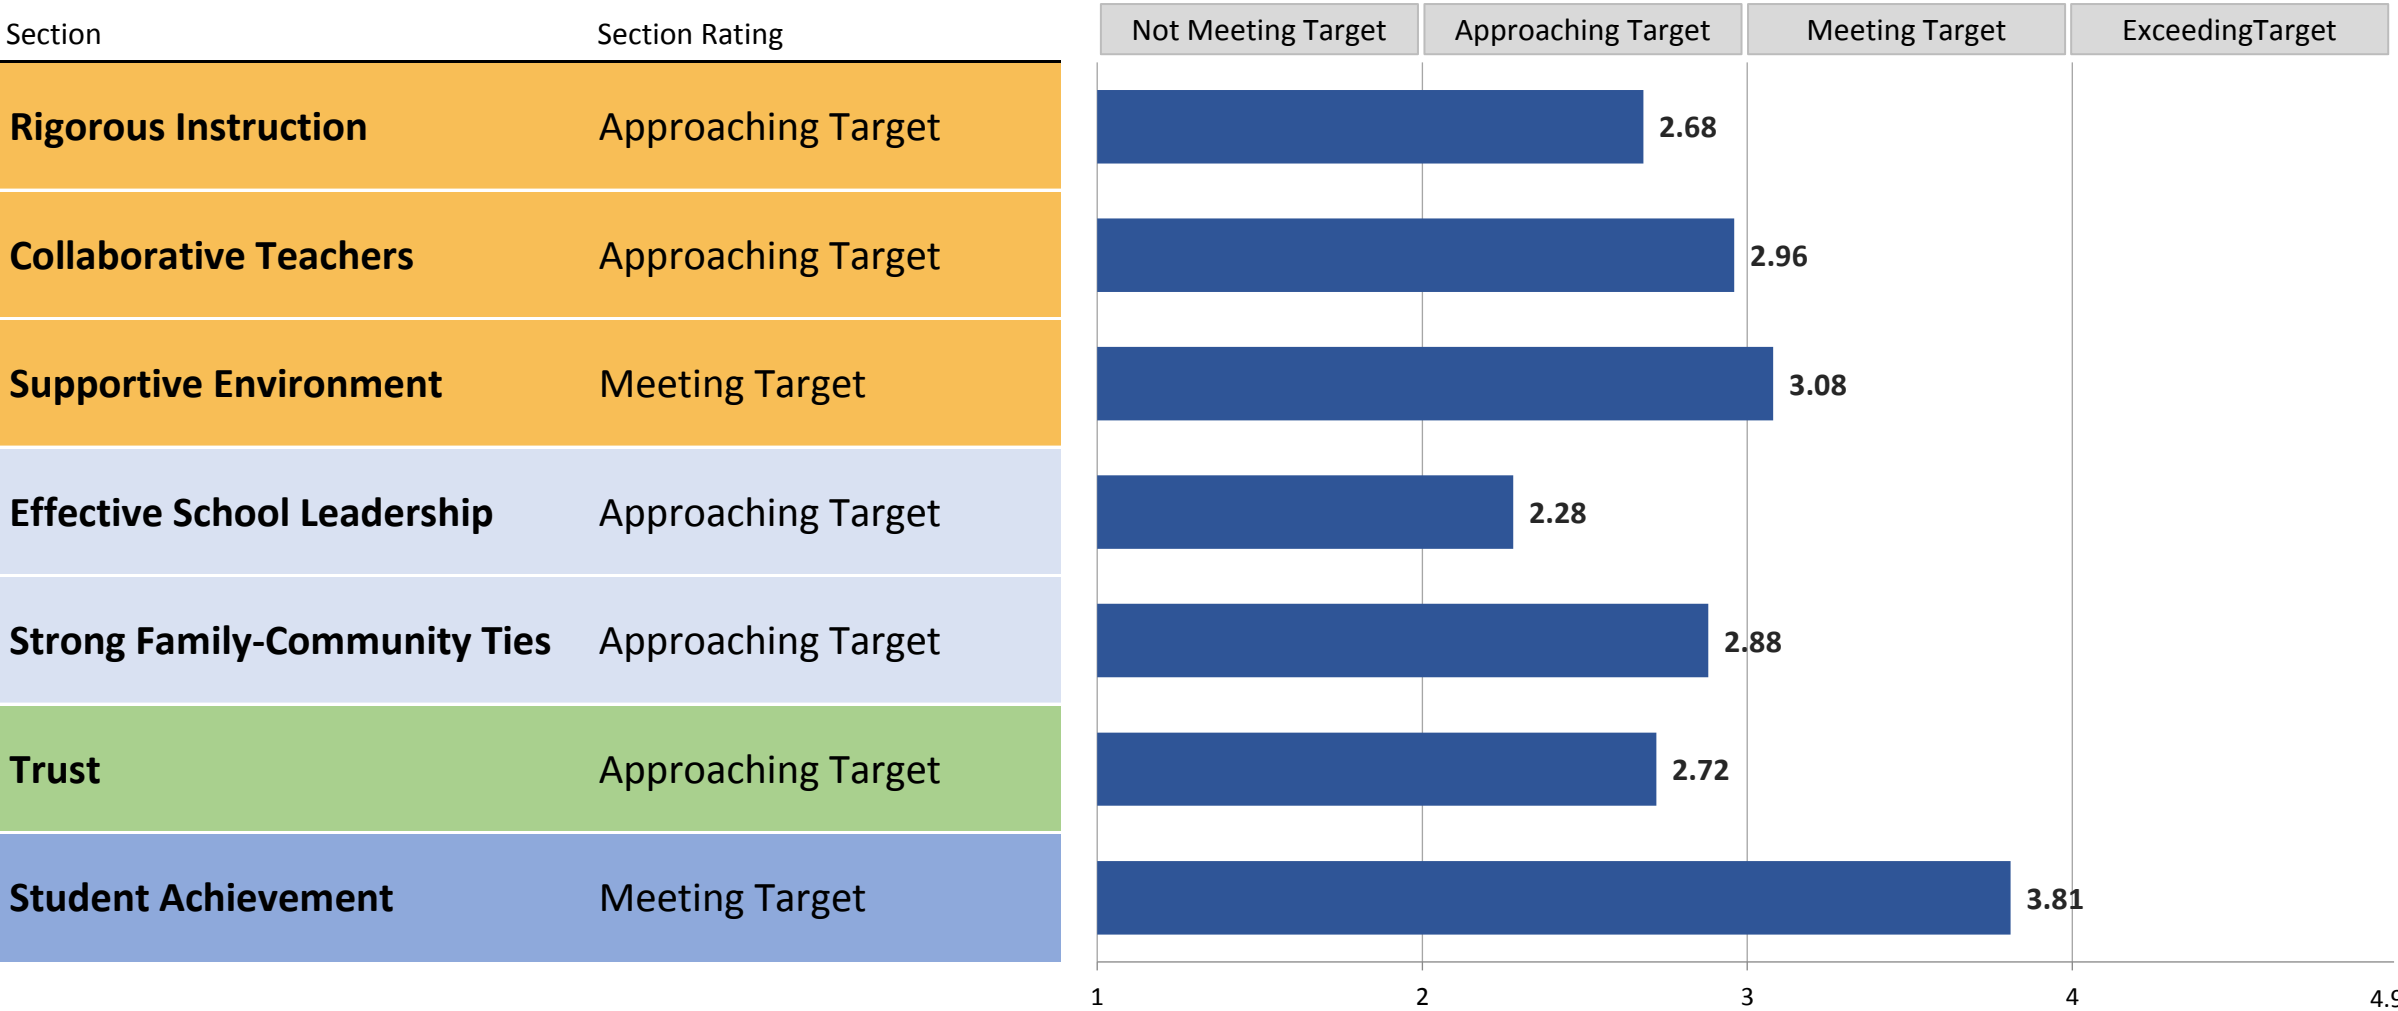 Section Section Rating Not Meeting Target Approaching Target Meeting Target ExceedingTarget
Rigorous Instruction Approaching Target 2.68
Collaborative Teachers Approaching Target 2.96
Supportive Environment Meeting Target 3.08
Effective School Leadership Approaching Target 2.28
Strong Family-Community Ties Approaching Target 2.88
Trust Approaching Target 2.72
Student Achievement Meeting Target 3.81
1 2 3 4 4.9